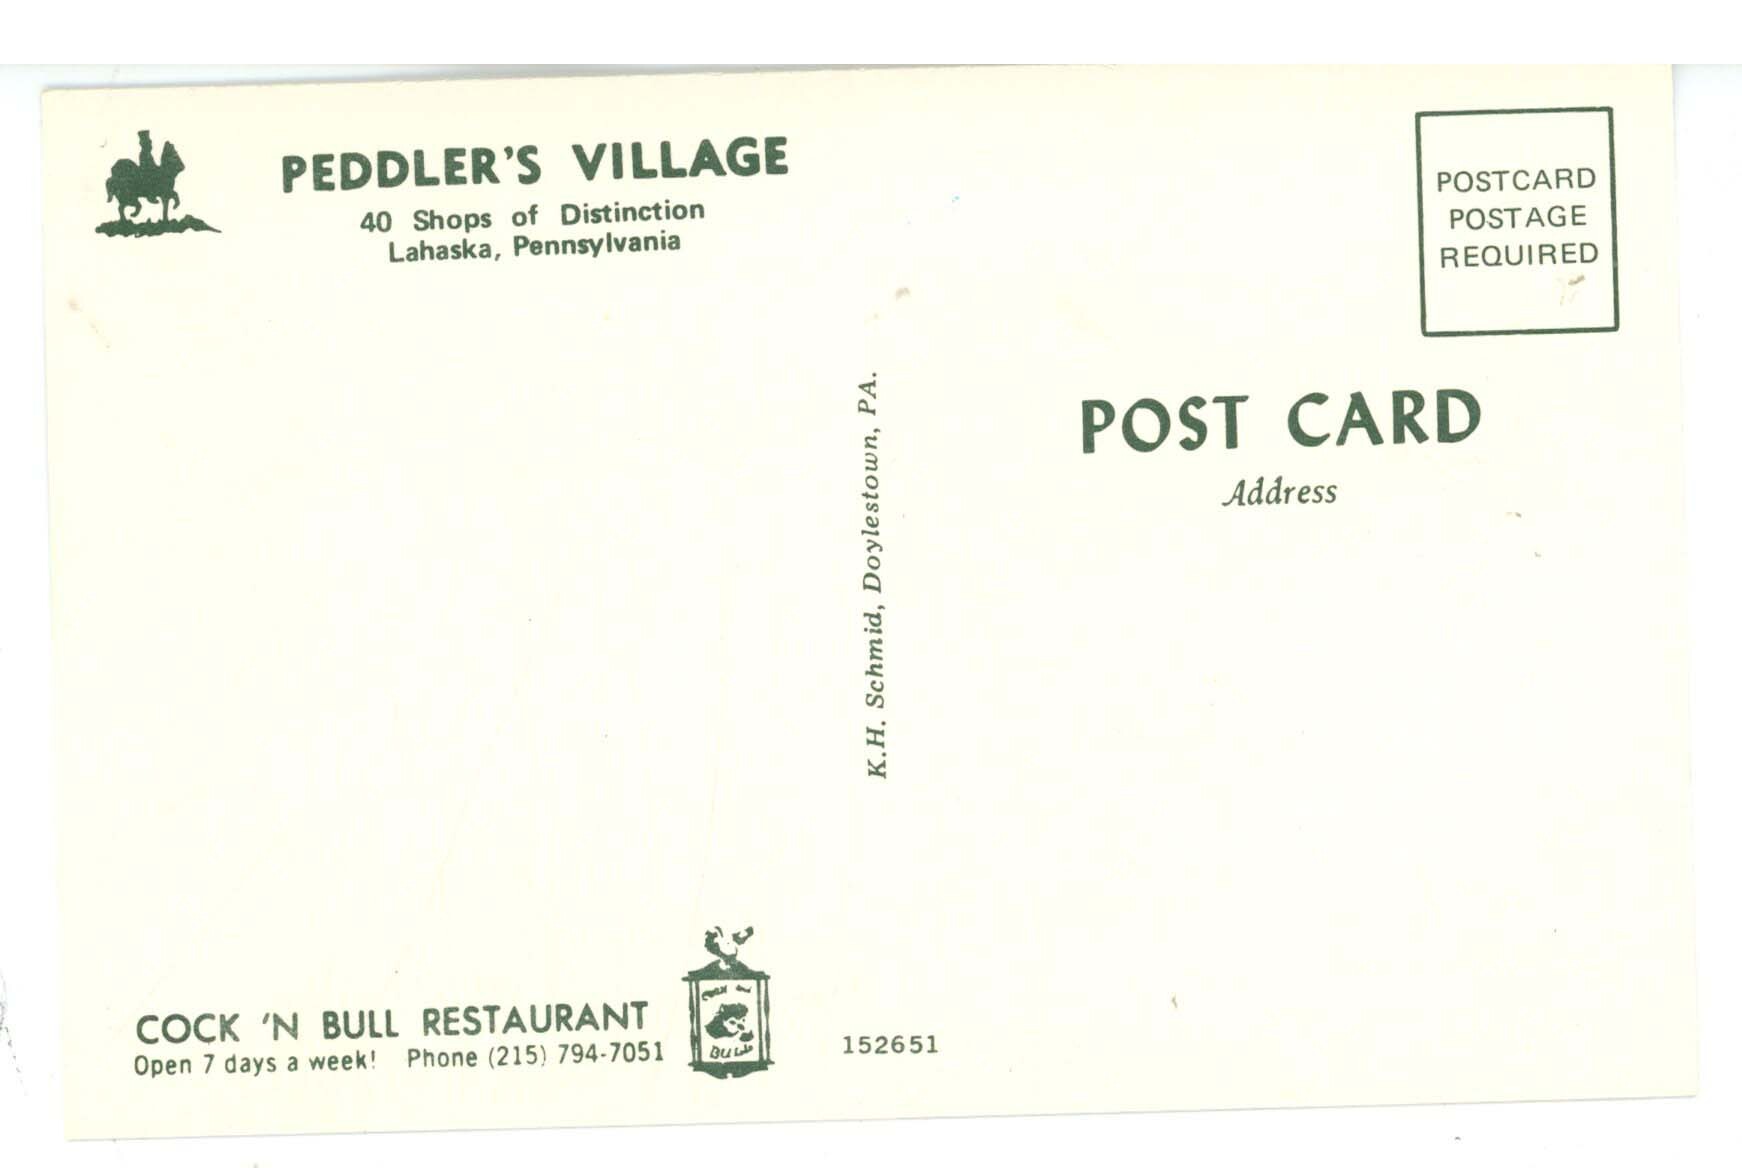 PEDDLER'S VILLAGE
40 Shops of Distinction
Lahaska, Pennsylvania
POSTCARD
POSTAGE
REQUIRED
K.H. Schmid, Doylestown, PA.
POST CARD
Address
COCK 'N BULL RESTAURANT
Open 7 days a week! Phone (215) 794-7051
BULL
152651